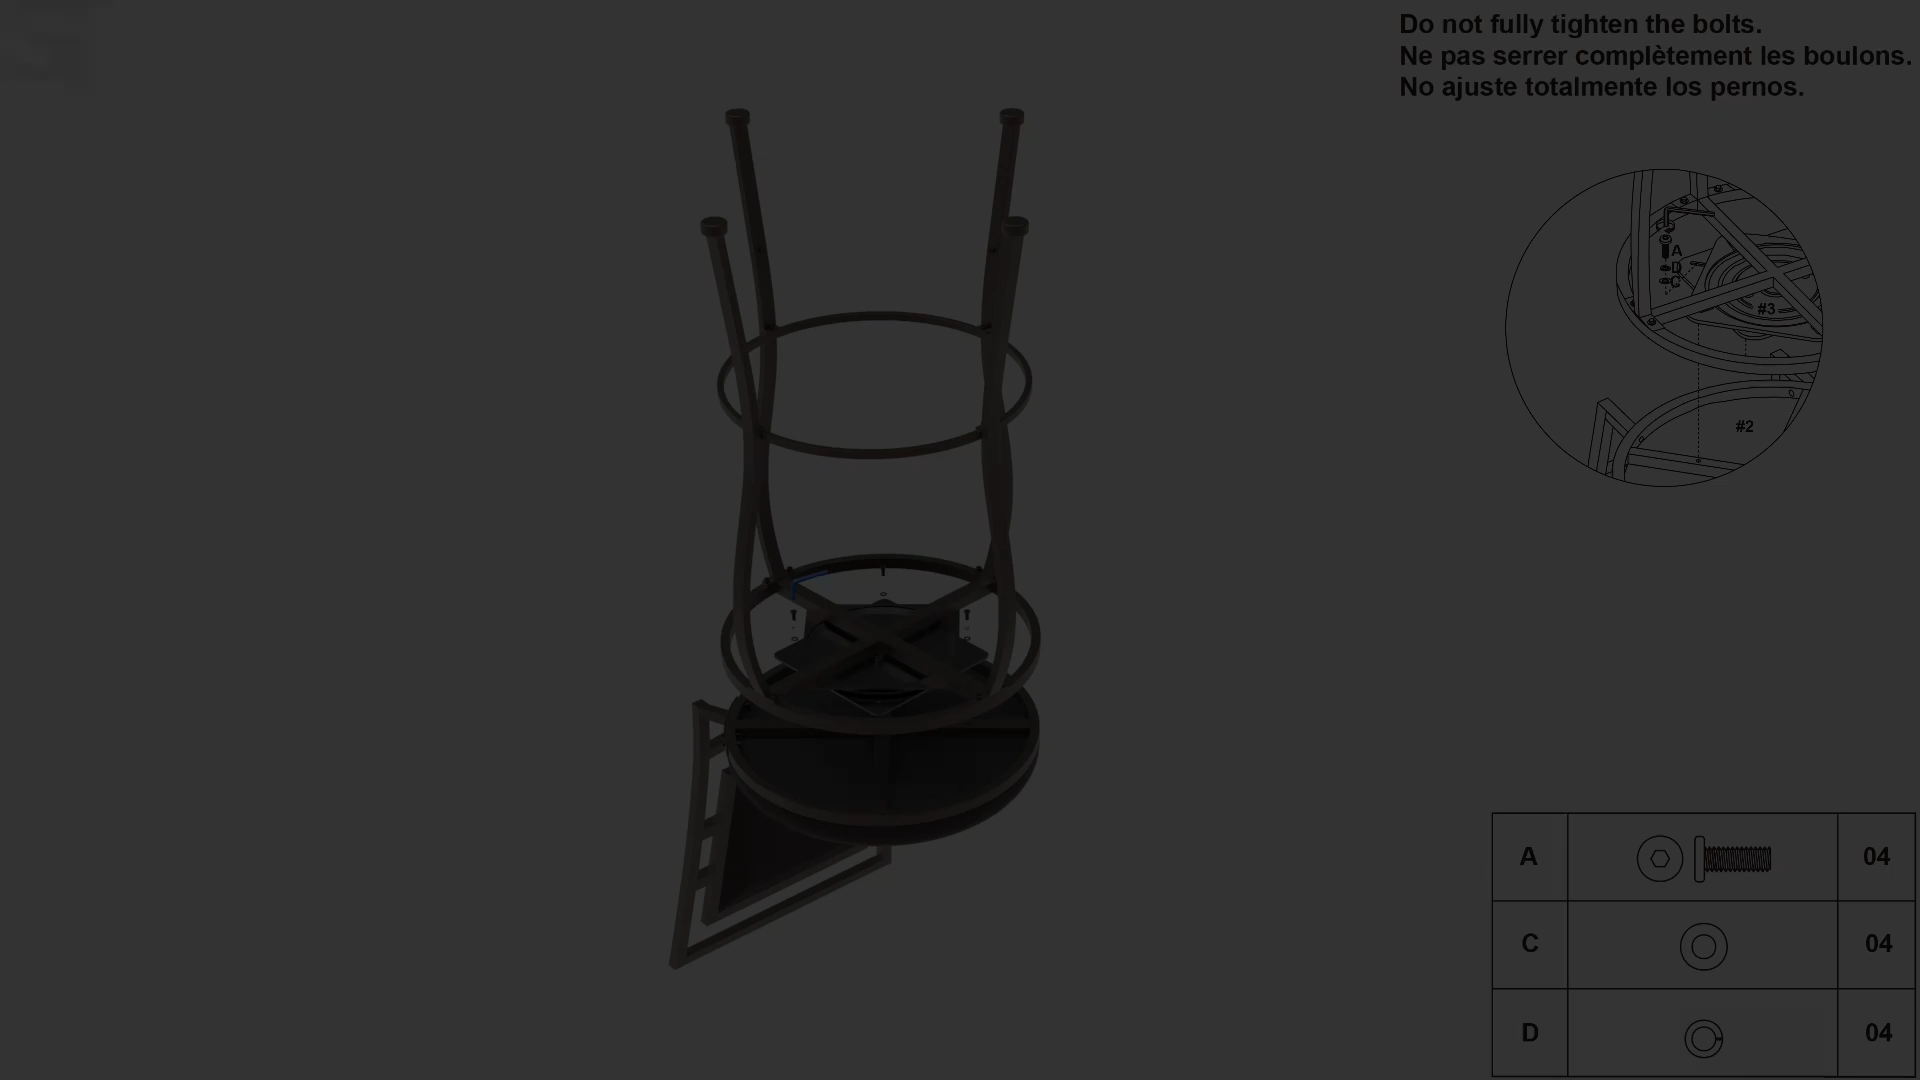 Do not fully tighten the bolts.
Ne pas serrer complètement les boulons.
No ajuste totalmente los pernos.
A
D
C
#3
#2
A 04
C 04
D 04